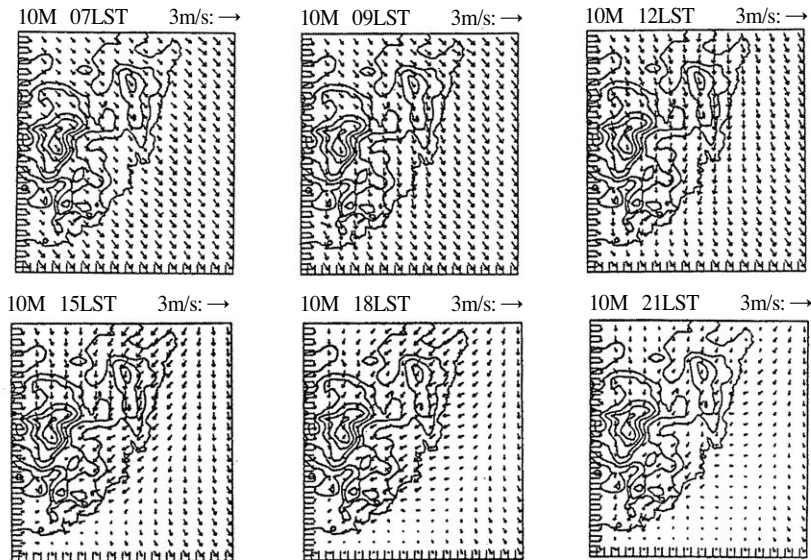 10M 07LST 3m/s: →
10M 09LST 3m/s: →
10M 12LST 3m/s: →
10M 15LST 3m/s: →
10M 18LST 3m/s: →
10M 21LST 3m/s: →